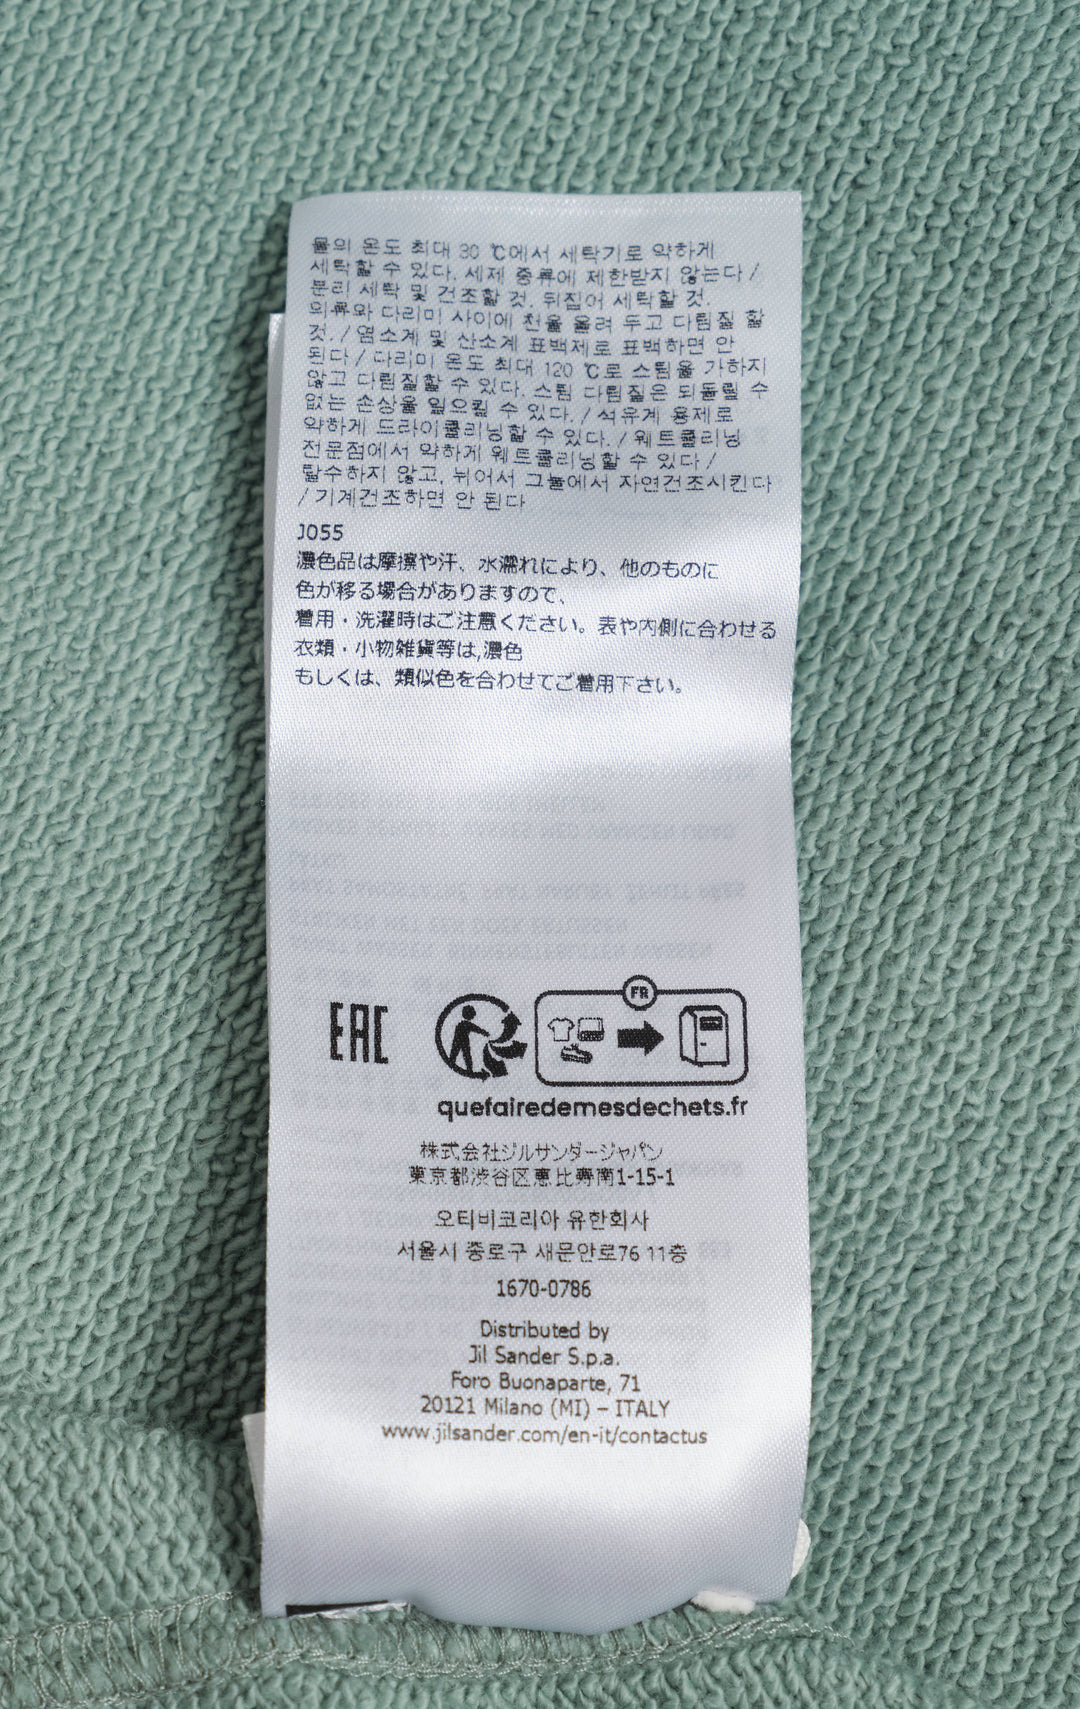 물의 온도 최대 30 ℃에서 세탁기로 약하게
세탁할 수 있다. 세제 종류에 제한받지 않는다 /
분리 세탁 및 건조할 것. 뒤집어 세탁할 것.
의류와 다리미 사이에 천을 올려 두고 다림질 할
것. / 염소계 및 산소계 표백제로 표백하면 안
된다 / 다리미 온도 최대 120 ℃로 스팀을 가하지
않고 다림질할 수 있다. 스팀 다림질은 되돌릴 수
없는 손상을 일으킬 수 있다. / 석유계 용제로
약하게 드라이클리닝할 수 있다. / 웨트클리닝
전문점에서 약하게 웨트클리닝할 수 있다 /
탈수하지 않고, 뉘어서 그늘에서 자연건조시킨다
/ 기계건조하면 안 된다
J055
濃色品は摩擦や汗、水濡れにより、他のものに
色が移る場合がありますので、
着用・洗濯時はご注意ください。表や内側に合わせる
衣類・小物雑貨等は,濃色
もしくは、類似色を合わせてご着用下さい。
EAC
FR
quefairedemesdechets.fr
株式会社ジルサンダージャパン
東京都渋谷区恵比寿南1-15-1
오티비코리아 유한회사
서울시 종로구 새문안로76 11층
1670-0786
Distributed by
Jil Sander S.p.a.
Foro Buonaparte, 71
20121 Milano (MI) – ITALY
www.jilsander.com/en-it/contactus